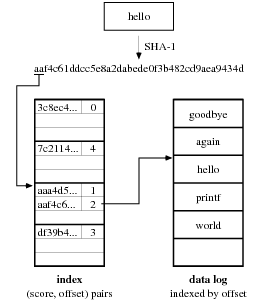 hello
SHA-1
aaf4c61ddcc5e8a2dabede0f3b482cd9aea9434d
3c8ec4... 0
7c2114... 4
aaa4d5... 1
aaf4c6... 2
df39b4... 3
goodbye
again
hello
printf
world
index
(score, offset) pairs
data log
indexed by offset